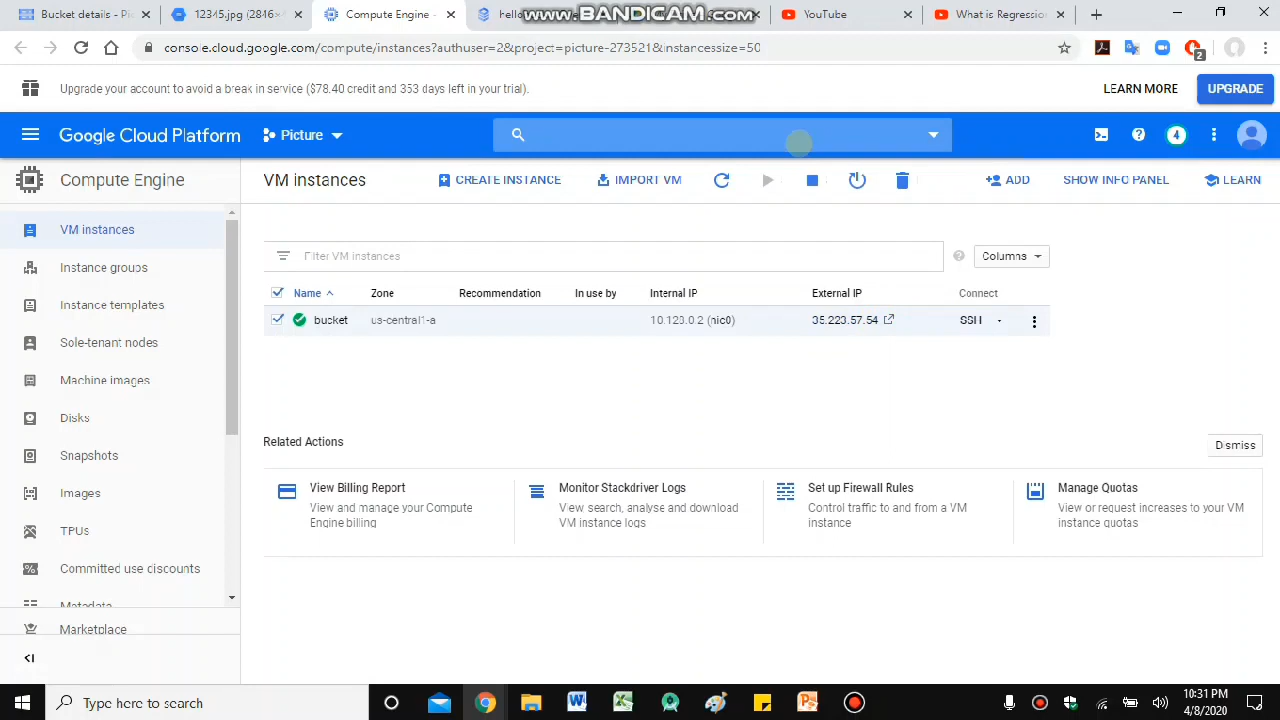 Bucket details - Pic
12345.jpg (2846×4
Compute Engine -
hell
www.BANDICAM.com
YouTube
What is Regression
console.cloud.google.com/compute/instances?authuser=2&project=picture-273521&instancessize=50
2
Upgrade your account to avoid a break in service ($78.40 credit and 353 days left in your trial).
LEARN MORE
UPGRADE
Google Cloud Platform
Picture
4
Compute Engine
VM instances
CREATE INSTANCE
IMPORT VM
ADD
SHOW INFO PANEL
LEARN
VM instances
Instance groups
Instance templates
Sole-tenant nodes
Machine images
Disks
Snapshots
Images
TPUs
Committed use discounts
Metadata
Marketplace
Filter VM instances
Columns
Name Zone Recommendation In use by Internal IP External IP Connect
bucket us-central1-a 10.128.0.2 (nic0) 35.223.57.54 SSH
Related Actions
Dismiss
View Billing Report
View and manage your Compute
Engine billing
Monitor Stackdriver Logs
View search, analyse and download
VM instance logs
Set up Firewall Rules
Control traffic to and from a VM
instance
Manage Quotas
View or request increases to your VM
instance quotas
Type here to search
10:31 PM
4/8/2020